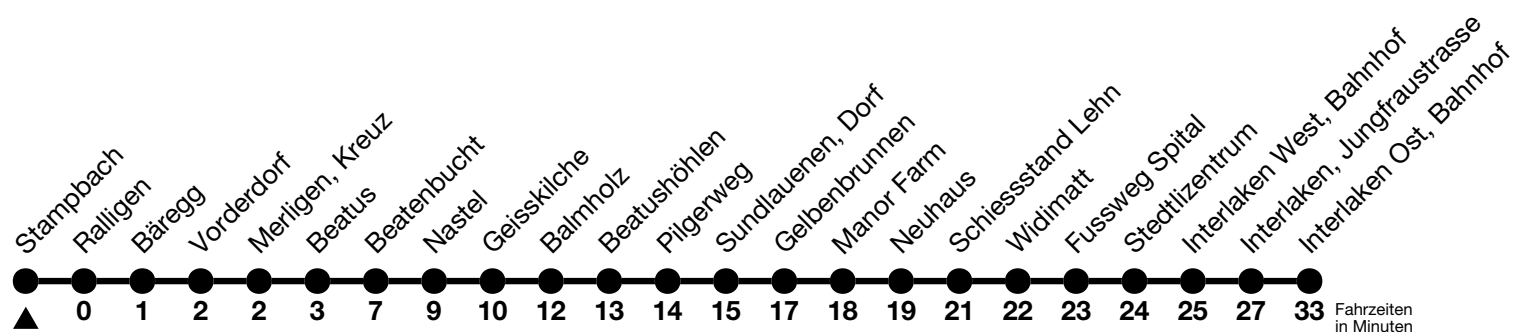 Stampbach
Ralligen
Bäregg
Vorderdorf
Merligen, Kreuz
Beatus
Beatenbucht
Nastel
Geisskilche
Balmholz
Beatushöhlen
Pilgerweg
Sundlauenen, Dorf
Gelbenbrunnen
Manor Farm
Neuhaus
Schiessstand Lehn
Widimatt
Fussweg Spital
Stedtlizentrum
Interlaken West, Bahnhof
Interlaken, Jungfraustrasse
Interlaken Ost, Bahnhof
0 1 2 2 3 7 9 10 12 13 14 15 17 18 19 21 22 23 24 25 27 33
Fahrzeiten
in Minuten